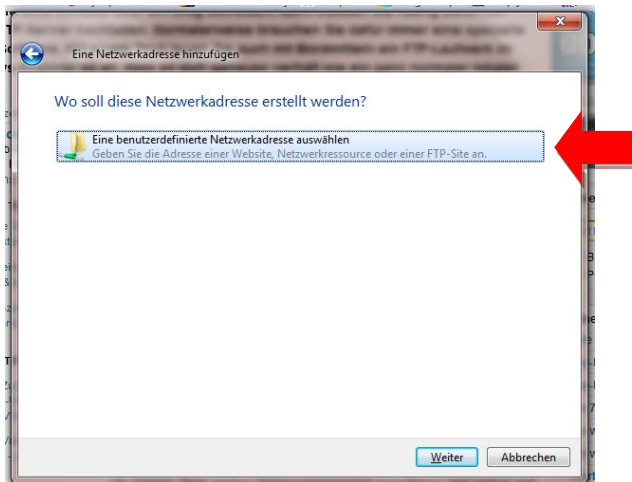 Eine Netzwerkadresse hinzufügen
Wo soll diese Netzwerkadresse erstellt werden?
Eine benutzerdefinierte Netzwerkadresse auswählen
Geben Sie die Adresse einer Website, Netzwerkressource oder einer FTP-Site an.
Weiter
Abbrechen